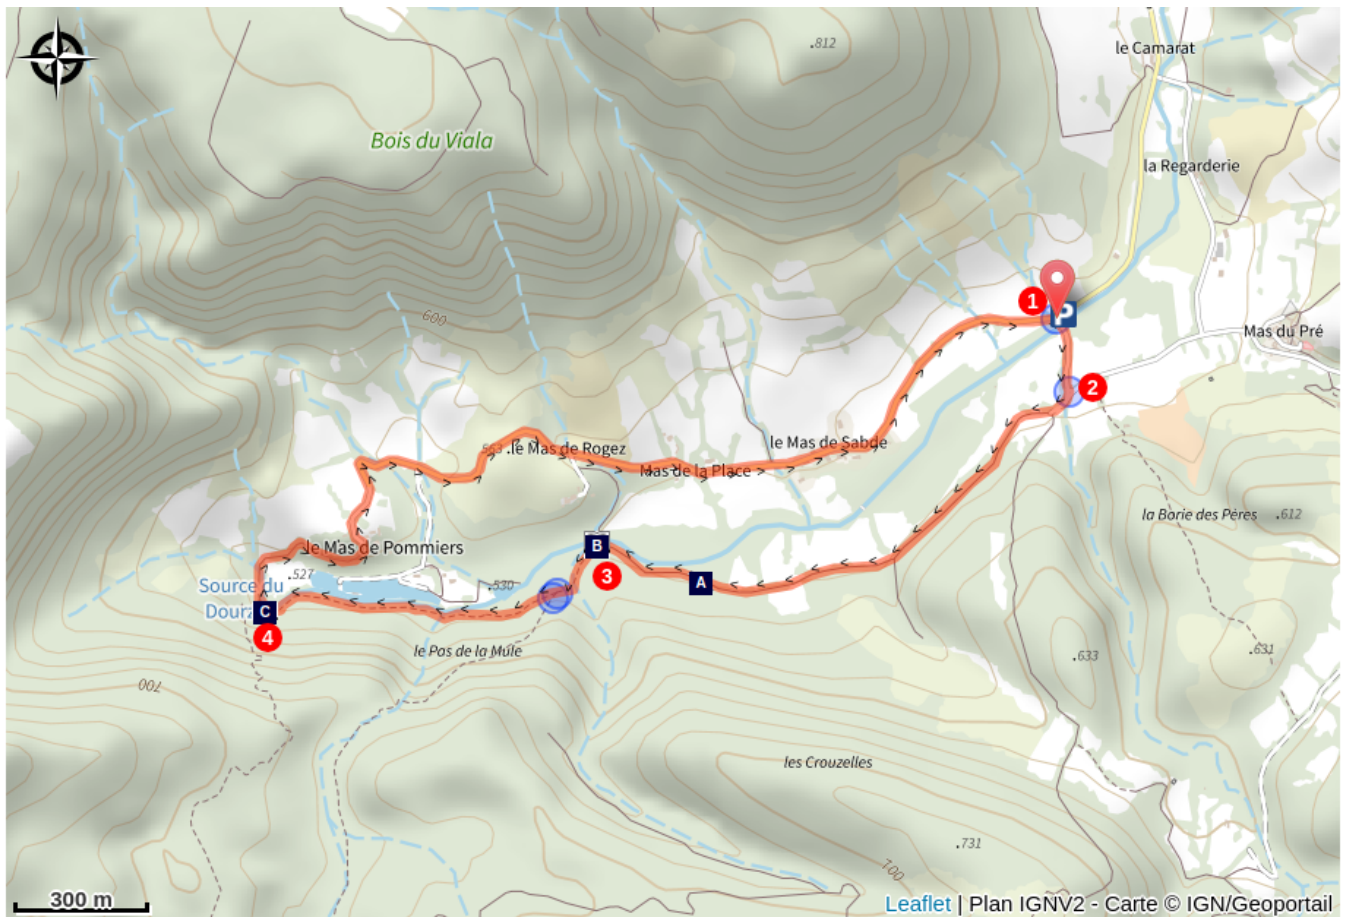 .812
le Camarat
Bois du Viala
la Regarderie
1
P
600
Mas du Pré
2
le Mas de Sabde
563 .le Mas de Rogez
Mas de la Place
la Borie des Pères .612
B
le Mas de Pommiers
3
A
.527
.530
Source du
Dourz
C
4
le Pas de la Mule
.633
.631
700
les Crouzelles
.731
700
300 m
Leaflet | Plan IGNV2 - Carte © IGN/Geoportail